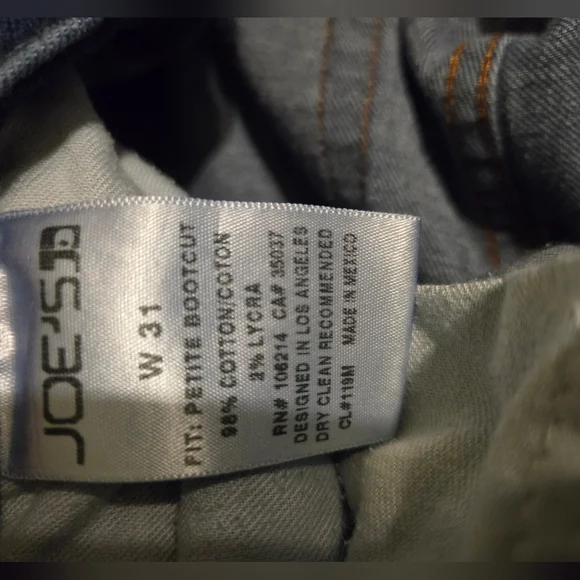 JOE'S JD
W 31
FIT: PETITE BOOTCUT
98% COTTON/COTON
2% LYCRA
RN# 106214 CA# 35037
DESIGNED IN LOS ANGELES
DRY CLEAN RECOMMENDED
CL#119M MADE IN MEXICO